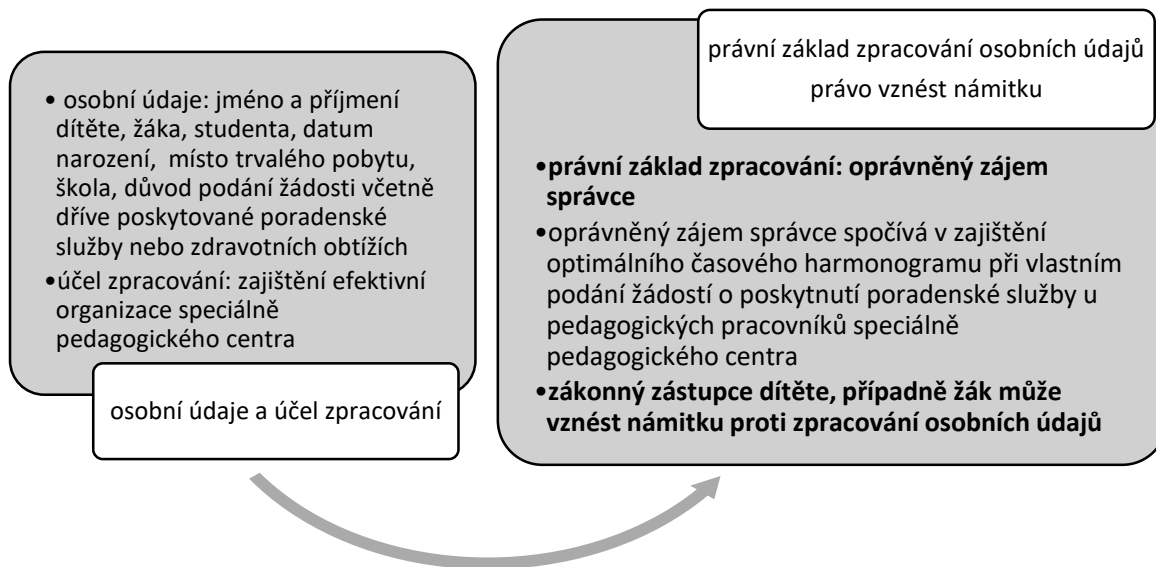 • osobní údaje: jméno a příjmení
dítěte, žáka, studenta, datum
narození, místo trvalého pobytu,
škola, důvod podání žádosti včetně
dříve poskytované poradenské
služby nebo zdravotních obtížích
•účel zpracování: zajištění efektivní
organizace speciálně
pedagogického centra
osobní údaje a účel zpracování
právní základ zpracování osobních údajů
právo vznést námitku
•právní základ zpracování: oprávněný zájem
správce
•oprávněný zájem správce spočívá v zajištění
optimálního časového harmonogramu při vlastním
podání žádostí o poskytnutí poradenské služby u
pedagogických pracovníků speciálně
pedagogického centra
•zákonný zástupce dítěte, případně žák může
vznést námitku proti zpracování osobních údajů